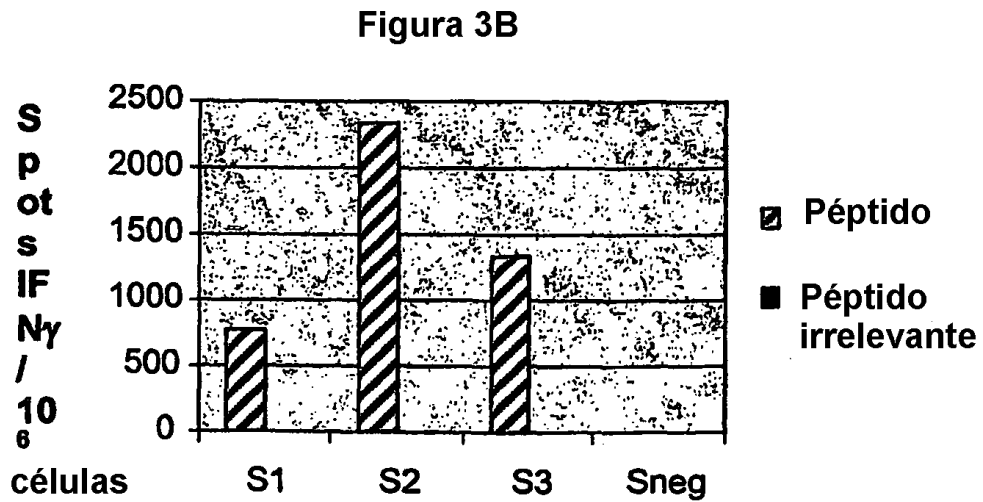 Figura 3B
S
p
ot
s
IF
Nγ
/
10
6
células
2500
2000
1500
1000
500
0
S1 S2 S3 Sneg
Péptido
Péptido
irrelevante